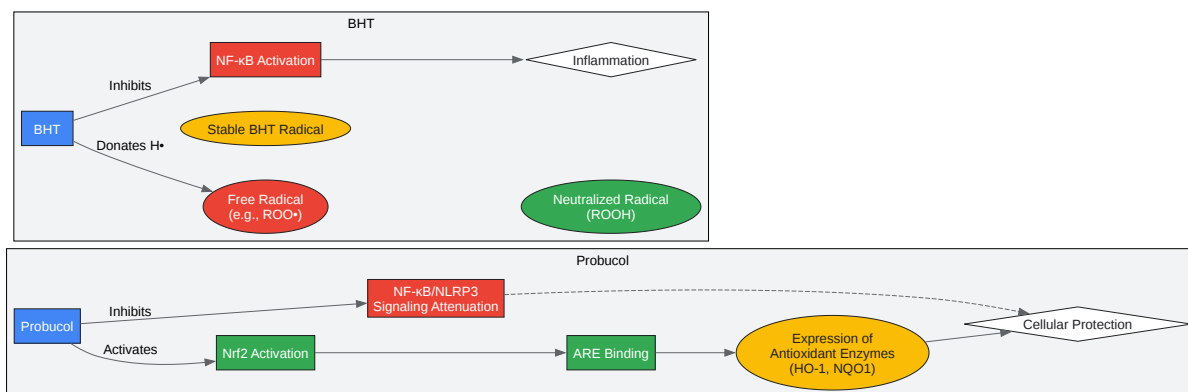 BHT
NF-κB Activation
Inflammation
Inhibits
BHT
Stable BHT Radical
Donates H•
Free Radical
(e.g., ROO•)
Neutralized Radical
(ROOH)
Probucol
NF-κB/NLRP3
Signaling Attenuation
Inhibits
Probucol
Cellular Protection
Activates
Nrf2 Activation
ARE Binding
Expression of
Antioxidant Enzymes
(HO-1, NQO1)